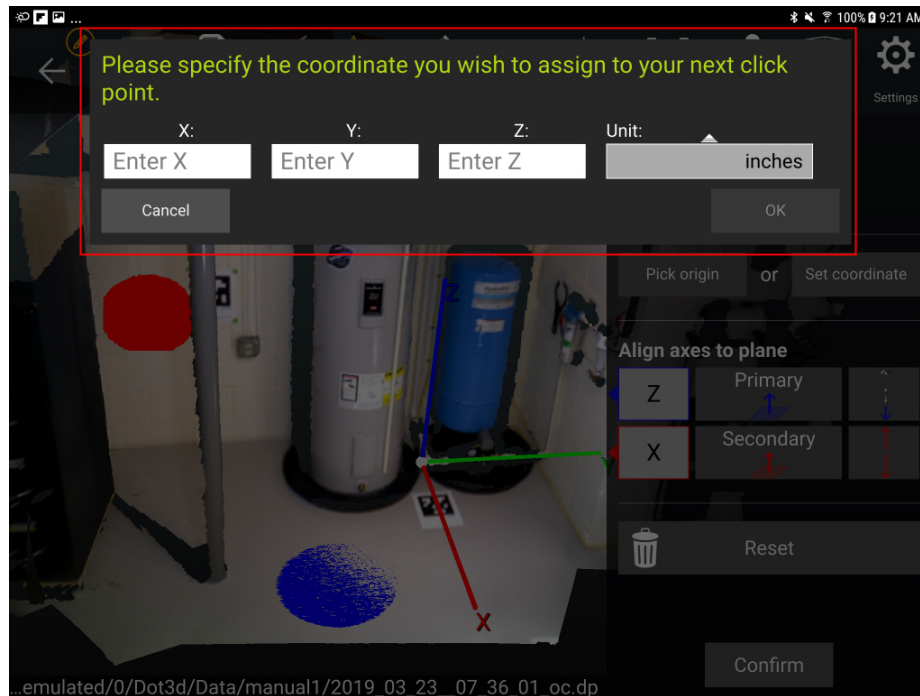 100% 9:21 AM
Please specify the coordinate you wish to assign to your next click
point.
X:
Y:
Z:
Unit:
Enter X
Enter Y
Enter Z
inches
Cancel
OK
Settings
Pick origin
or
Set coordinate
Align axes to plane
Z
Primary
X
Secondary
Reset
Confirm
Z
X
...emulated/0/Dot3d/Data/manual1/2019_03_23__07_36_01_oc.dp